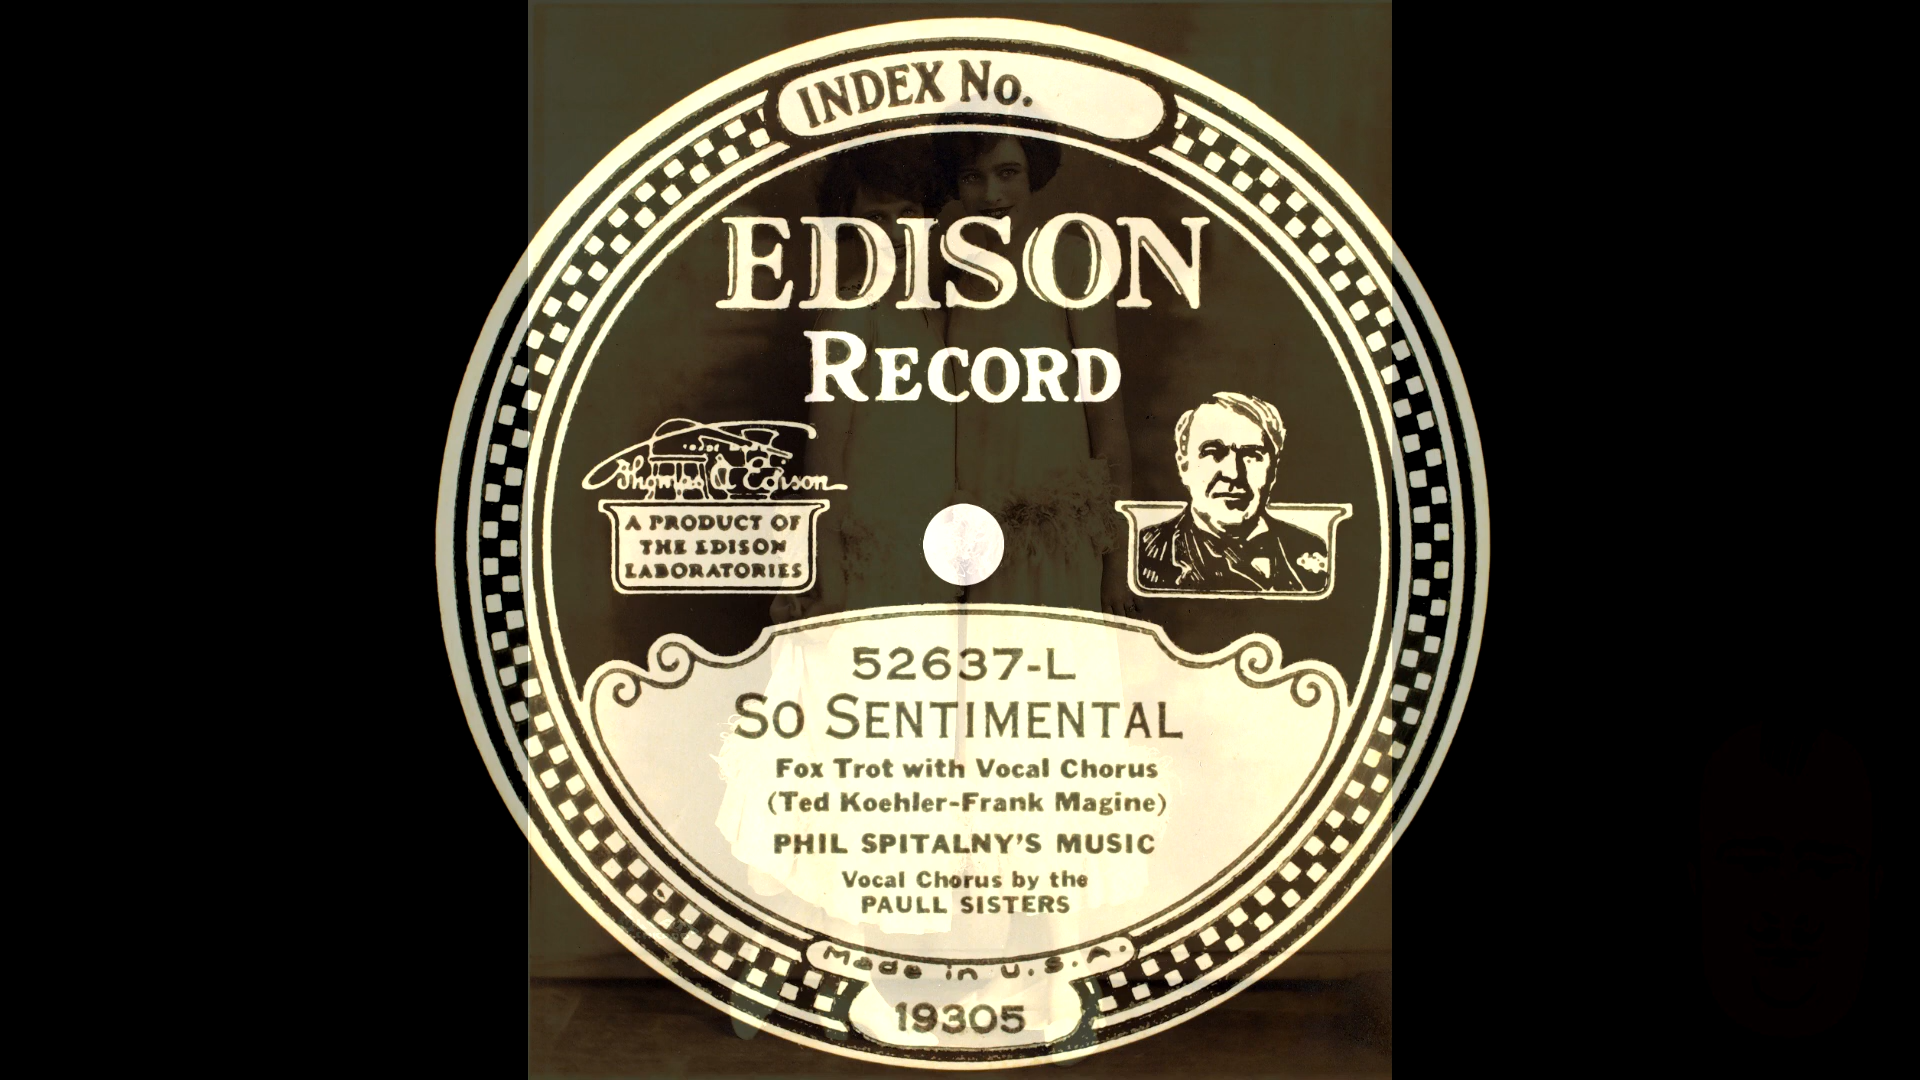 INDEX No.
EDISON
RECORD
Thomas A Edison
A PRODUCT OF
THE EDISON
LABORATORIES
52637-L
SO SENTIMENTAL
Fox Trot with Vocal Chorus
(Ted Koehler-Frank Magine)
PHIL SPITALNY'S MUSIC
Vocal Chorus by the
PAULL SISTERS
Made in U.S.A.
19305